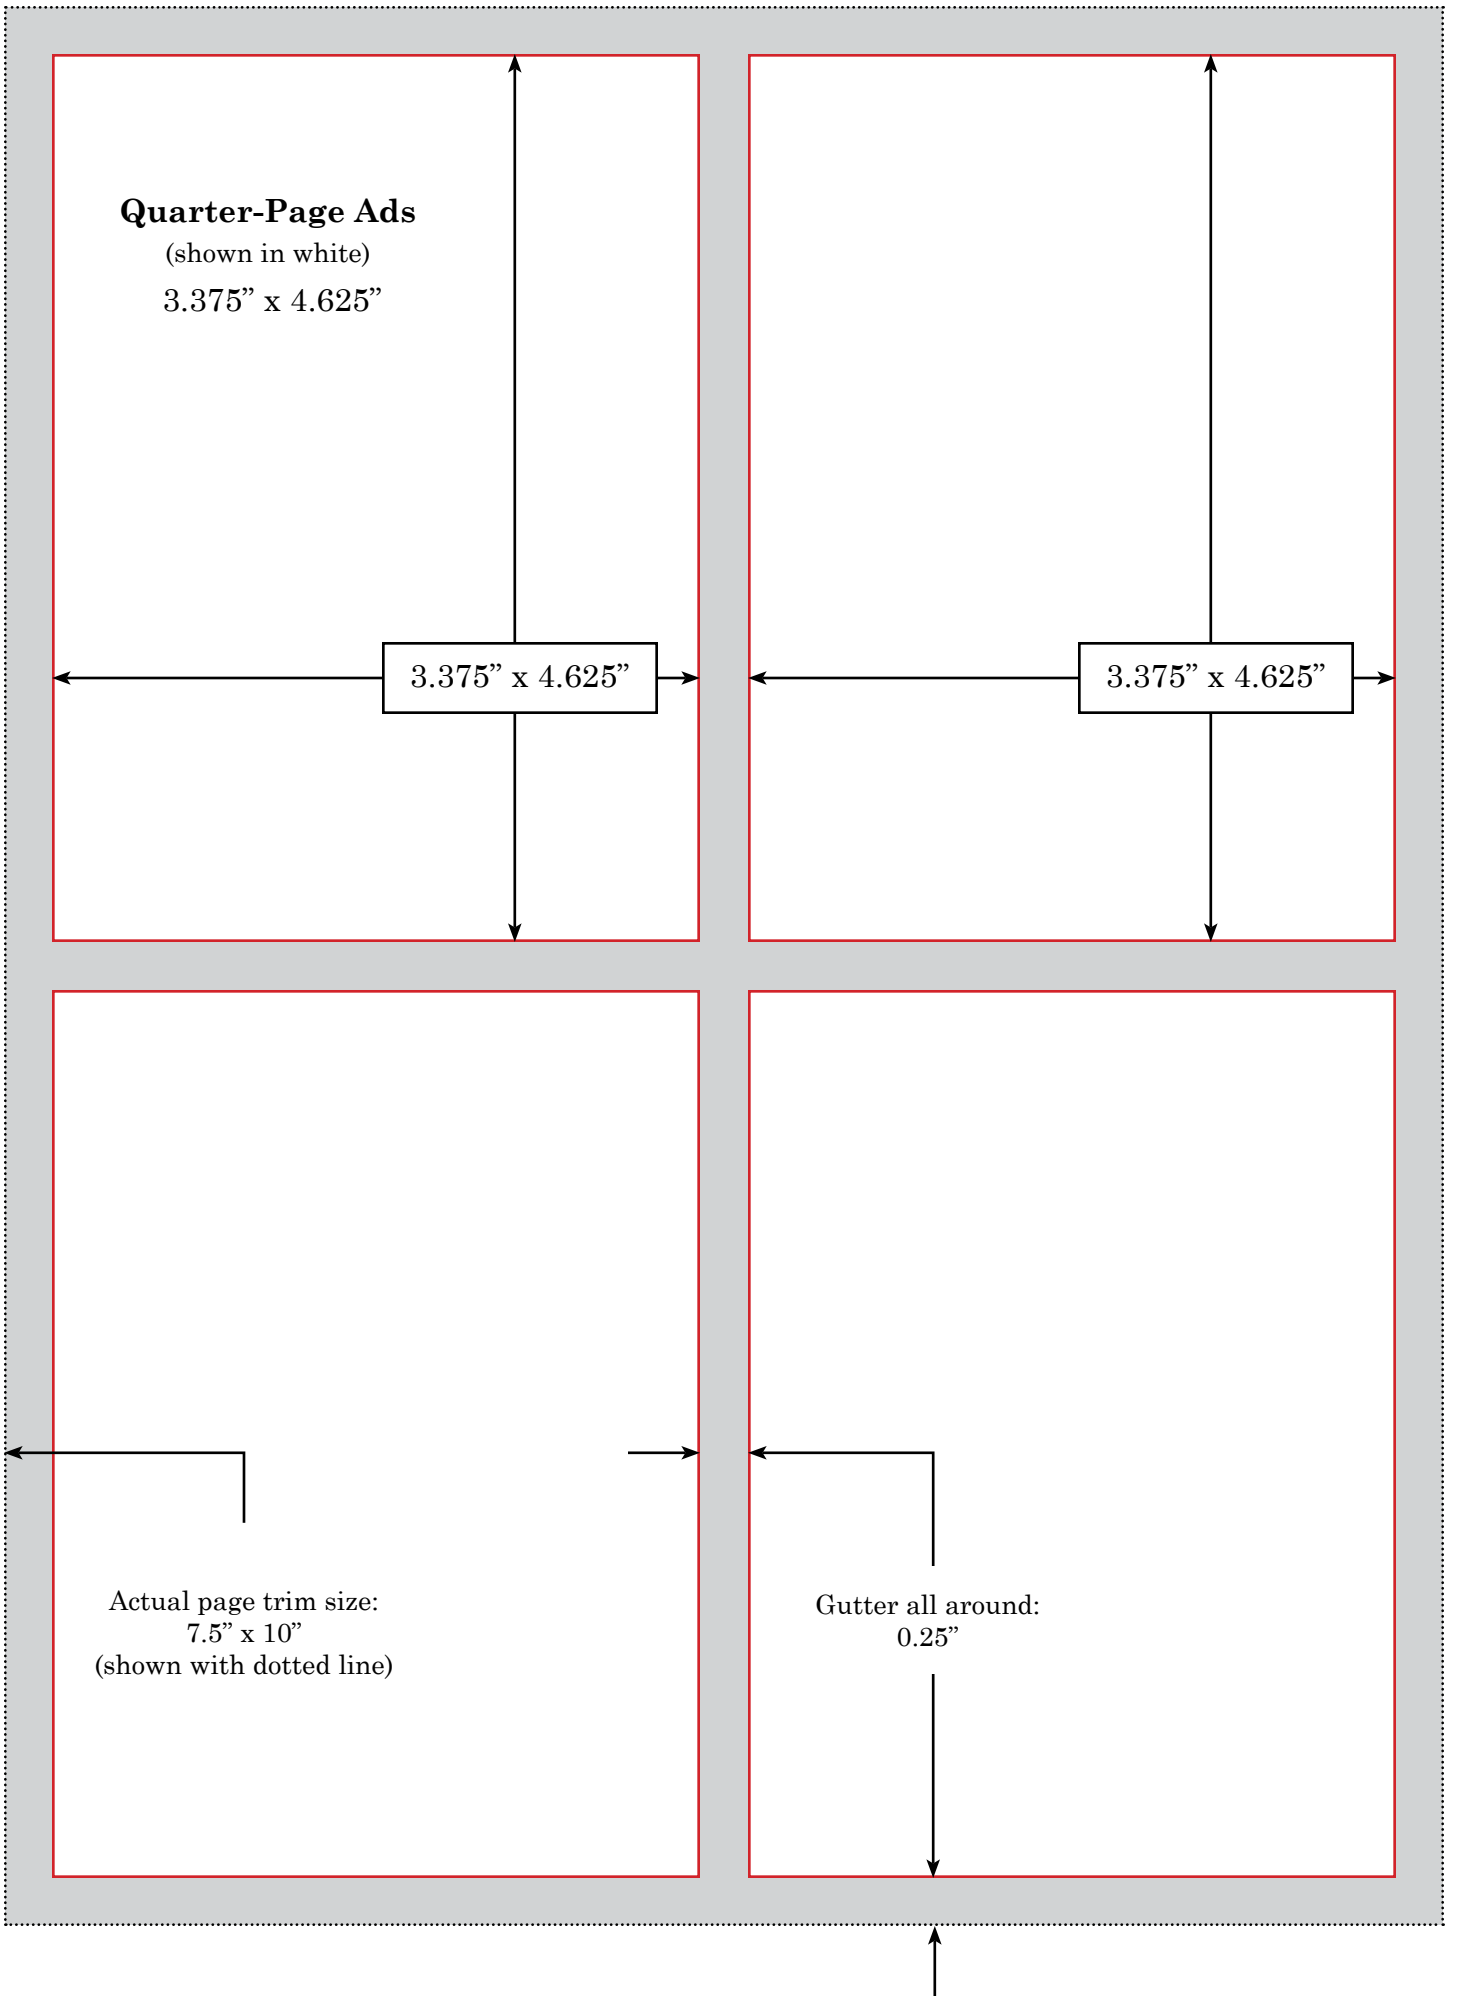 Quarter-Page Ads
(shown in white)
3.375” x 4.625”
3.375” x 4.625”
3.375” x 4.625”
Actual page trim size:
7.5” x 10”
(shown with dotted line)
Gutter all around:
0.25”